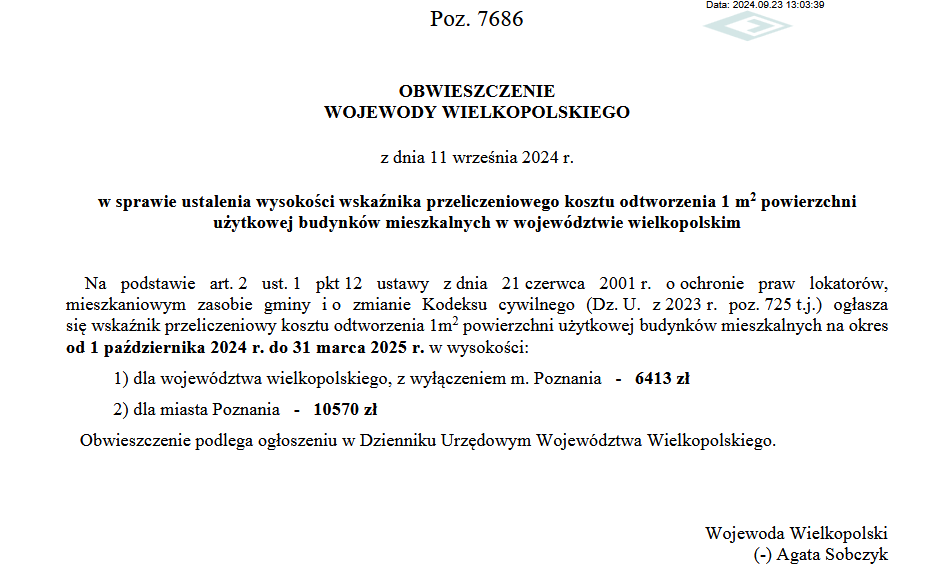 Data: 2024.09.23 13:03:39
Poz. 7686
OBWIESZCZENIE
WOJEWODY WIELKOPOLSKIEGO
z dnia 11 września 2024 r.
w sprawie ustalenia wysokości wskaźnika przeliczeniowego kosztu odtworzenia 1 m² powierzchni
użytkowej budynków mieszkalnych w województwie wielkopolskim
Na podstawie art. 2 ust. 1 pkt 12 ustawy z dnia 21 czerwca 2001 r. o ochronie praw lokatorów,
mieszkaniowym zasobie gminy i o zmianie Kodeksu cywilnego (Dz. U. z 2023 r. poz. 725 t.j.) ogłasza
się wskaźnik przeliczeniowy kosztu odtworzenia 1m² powierzchni użytkowej budynków mieszkalnych na okres
od 1 października 2024 r. do 31 marca 2025 r. w wysokości:
1) dla województwa wielkopolskiego, z wyłączeniem m. Poznania - 6413 zł
2) dla miasta Poznania - 10570 zł
Obwieszczenie podlega ogłoszeniu w Dzienniku Urzędowym Województwa Wielkopolskiego.
Wojewoda Wielkopolski
(-) Agata Sobczyk